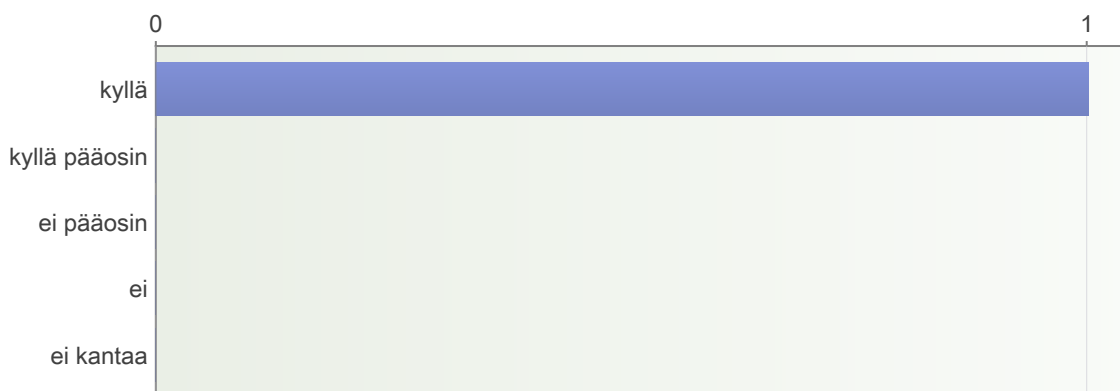 0 1
kyllä
kyllä pääosin
ei pääosin
ei
ei kantaa